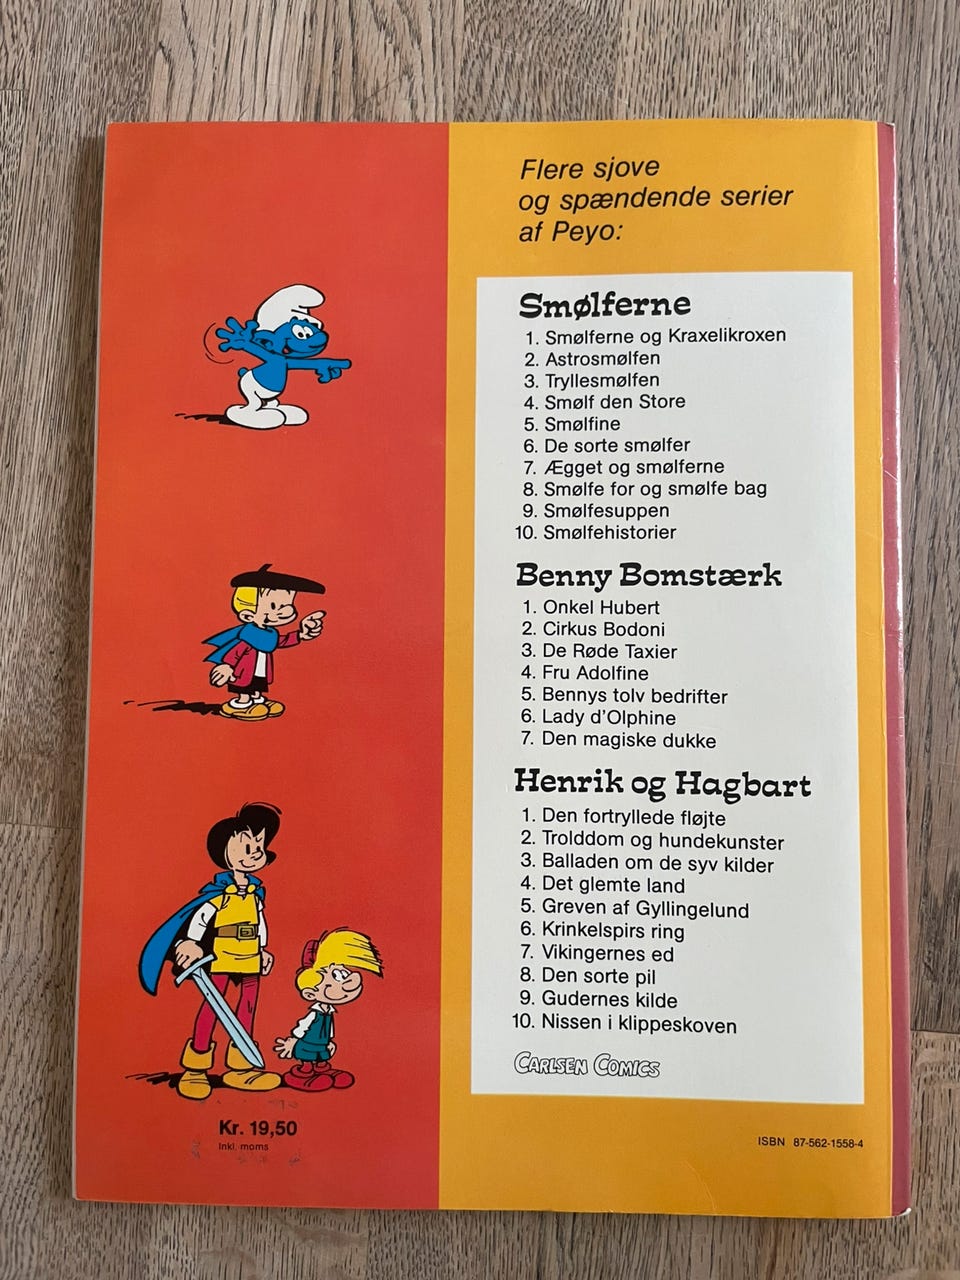 Flere sjove
og spændende serier
af Peyo:
Smølferne
1. Smølferne og Kraxelikroxen
2. Astrosmølfen
3. Tryllesmølfen
4. Smølf den Store
5. Smølfine
6. De sorte smølfer
7. Ægget og smølferne
8. Smølfe for og smølfe bag
9. Smølfesuppen
10. Smølfehistorier
Benny Bomstærk
1. Onkel Hubert
2. Cirkus Bodoni
3. De Røde Taxier
4. Fru Adolfine
5. Bennys tolv bedrifter
6. Lady d'Olphine
7. Den magiske dukke
Henrik og Hagbart
1. Den fortryllede fløjte
2. Trolddom og hundekunster
3. Balladen om de syv kilder
4. Det glemte land
5. Greven af Gyllingelund
6. Krinkelspirs ring
7. Vikingernes ed
8. Den sorte pil
9. Gudernes kilde
10. Nissen i klippeskoven
CARLSEN COMICS
Kr. 19,50
Inkl. moms
ISBN 87-562-1558-4